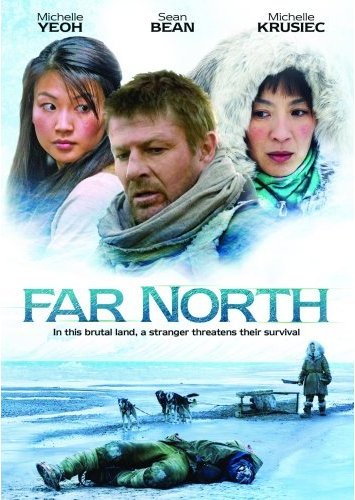 Michelle Sean Michelle
YEOH BEAN KRUSIEC
FAR NORTH
In this brutal land, a stranger threatens their survival